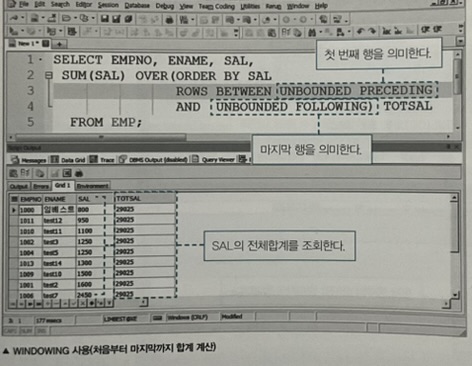 File Edit Search Editor Session Database Debug View Team Coding Utilities Rerun Window Help
New 1 *
첫 번째 행을 의미한다.
1 SELECT EMPNO, ENAME, SAL,
2 SUM(SAL) OVER(ORDER BY SAL
3 ROWS BETWEEN UNBOUNDED PRECEDING
4 AND UNBOUNDED FOLLOWING) TOTSAL
5 FROM EMP;
마지막 행을 의미한다.
Messages Data Grid Trace DBMS Output (disabled) Query Viewer
Output Errors Grid 1 Environment
EMPNO ENAME SAL TOTSAL
1000 임베스트 800 29025
1011 test12 950 29025
1010 test11 1100 29025
1002 test3 1250 29025
1004 test5 1250 29025
1013 test14 1300 29025
1009 test10 1500 29025
1001 test2 1600 29025
1006 test7 2450 29025
SAL의 전체합계를 조회한다.
177 msecs LIMBEST@XE Windows (CRLF) Modified
▲ WINDOWING 사용(처음부터 마지막까지 합계 계산)